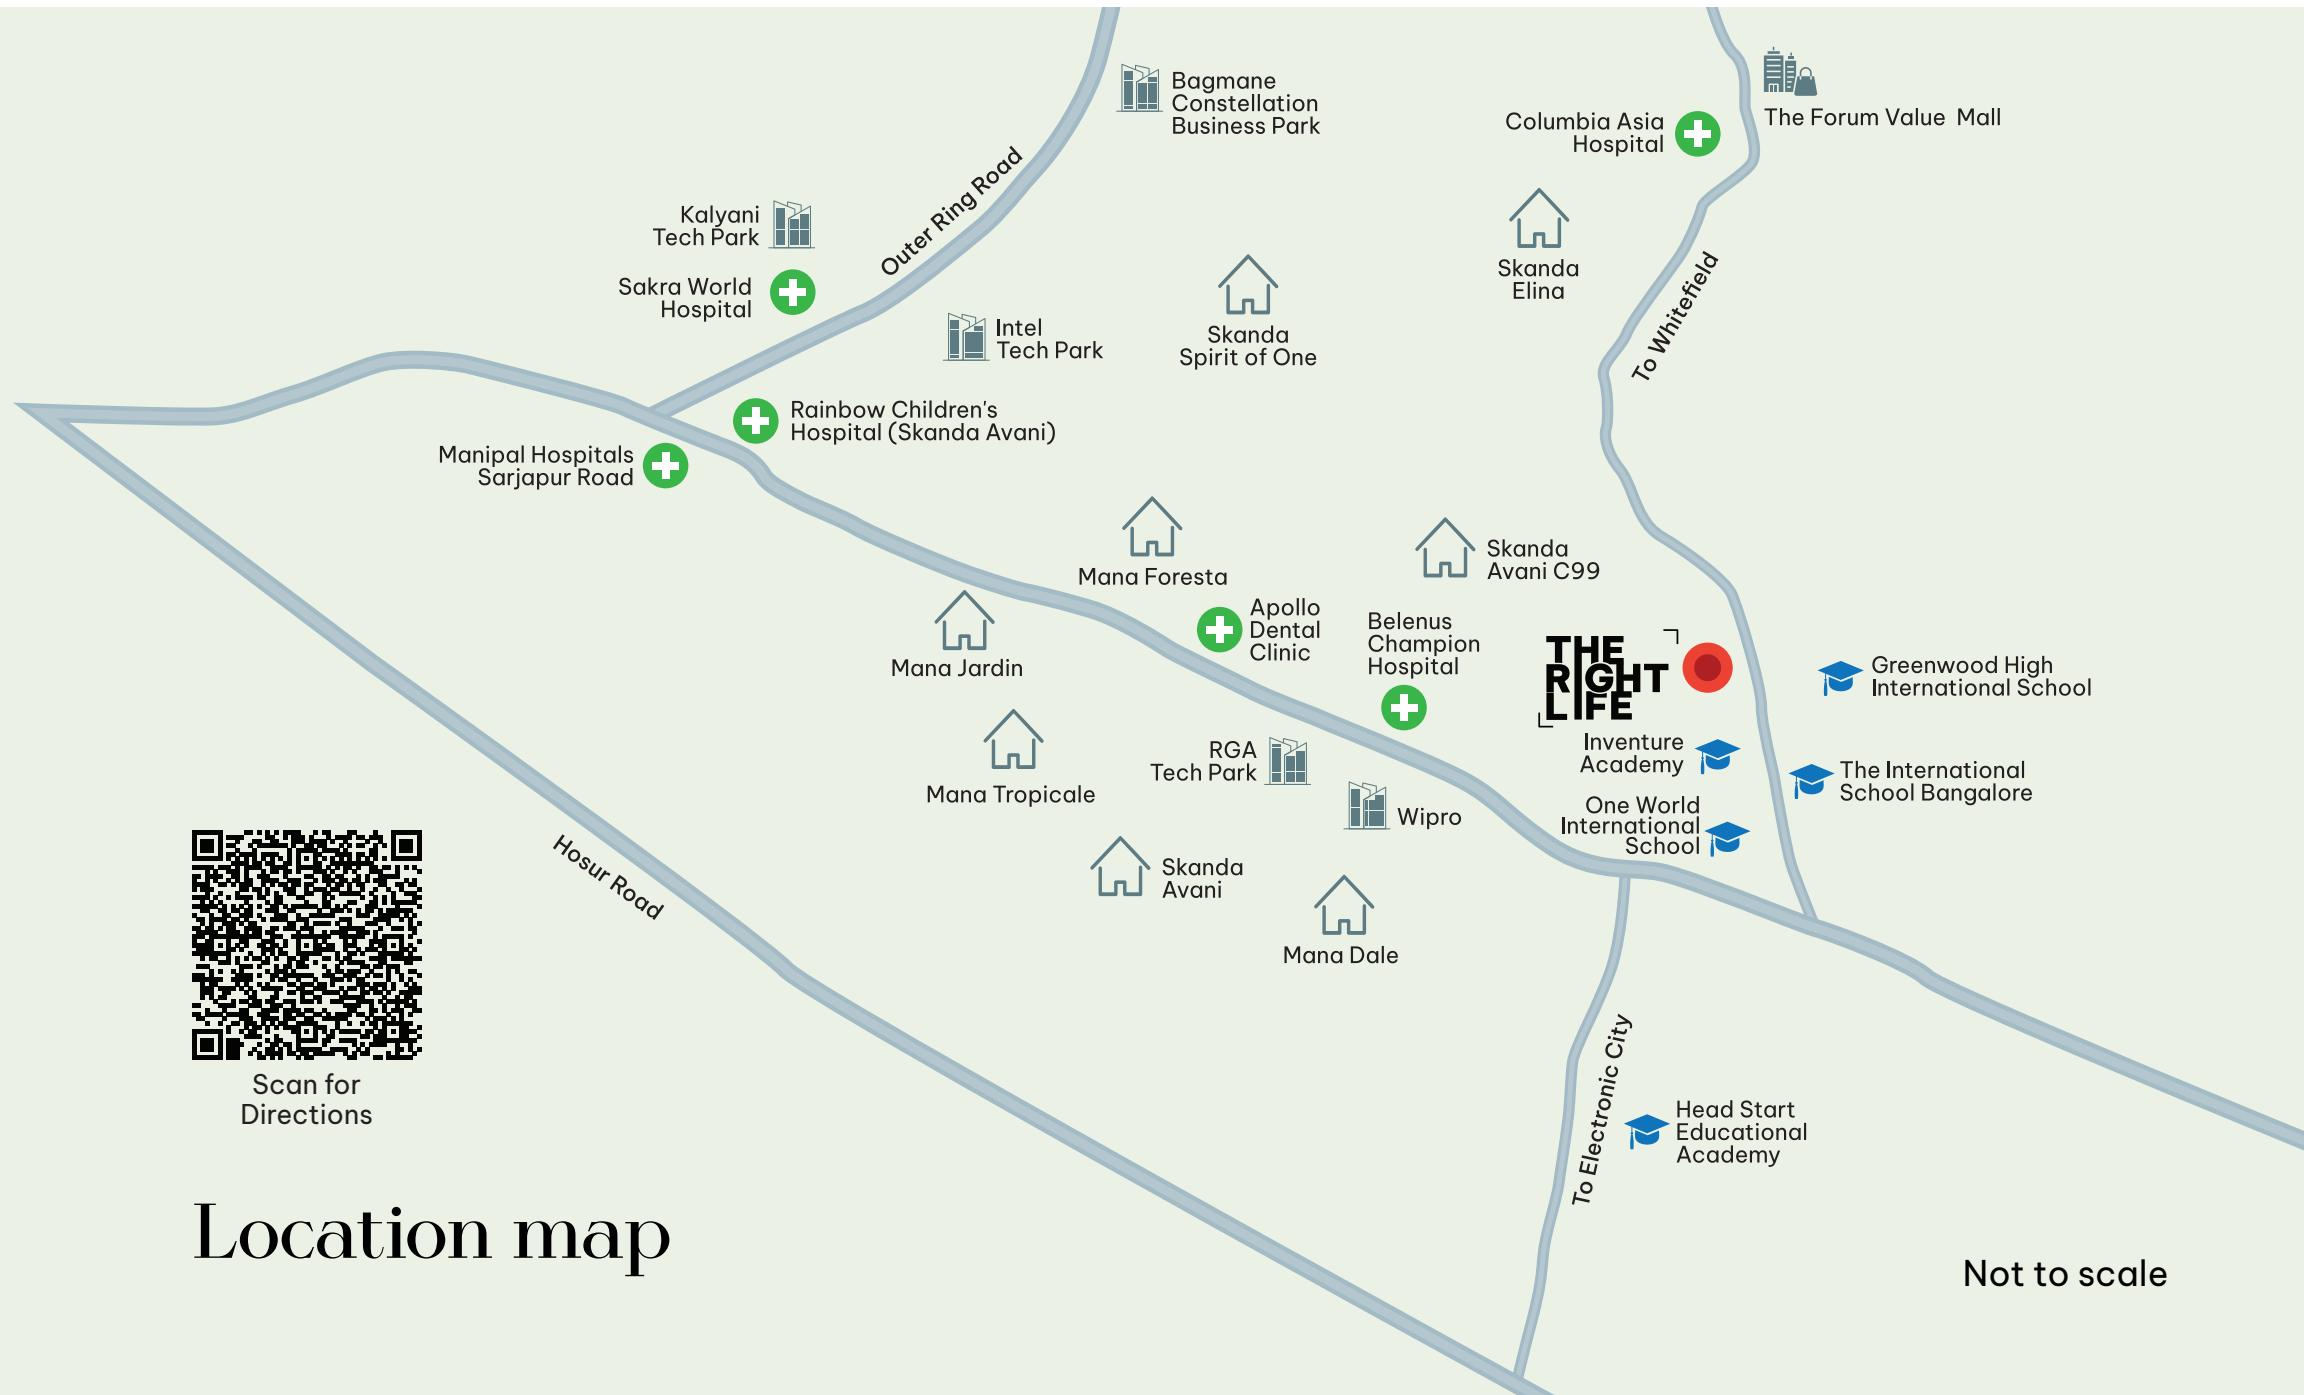 Bagmane
Constellation
Business Park
Columbia Asia
Hospital
The Forum Value Mall
Kalyani
Tech Park
Outer Ring Road
Sakra World
Hospital
Skanda
Elina
To Whitefield
Intel
Tech Park
Skanda
Spirit of One
Rainbow Children's
Hospital (Skanda Avani)
Manipal Hospitals
Sarjapur Road
Mana Foresta
Skanda
Avani C99
Apollo
Dental
Clinic
Belenus
Champion
Hospital
Mana Jardin
THE
RIGHT
LIFE
Greenwood High
International School
Inventure
Academy
The International
School Bangalore
RGA
Tech Park
Mana Tropicale
Wipro
One World
International
School
Hosur Road
Skanda
Avani
Mana Dale
Scan for
Directions
To Electronic City
Head Start
Educational
Academy
Location map
Not to scale